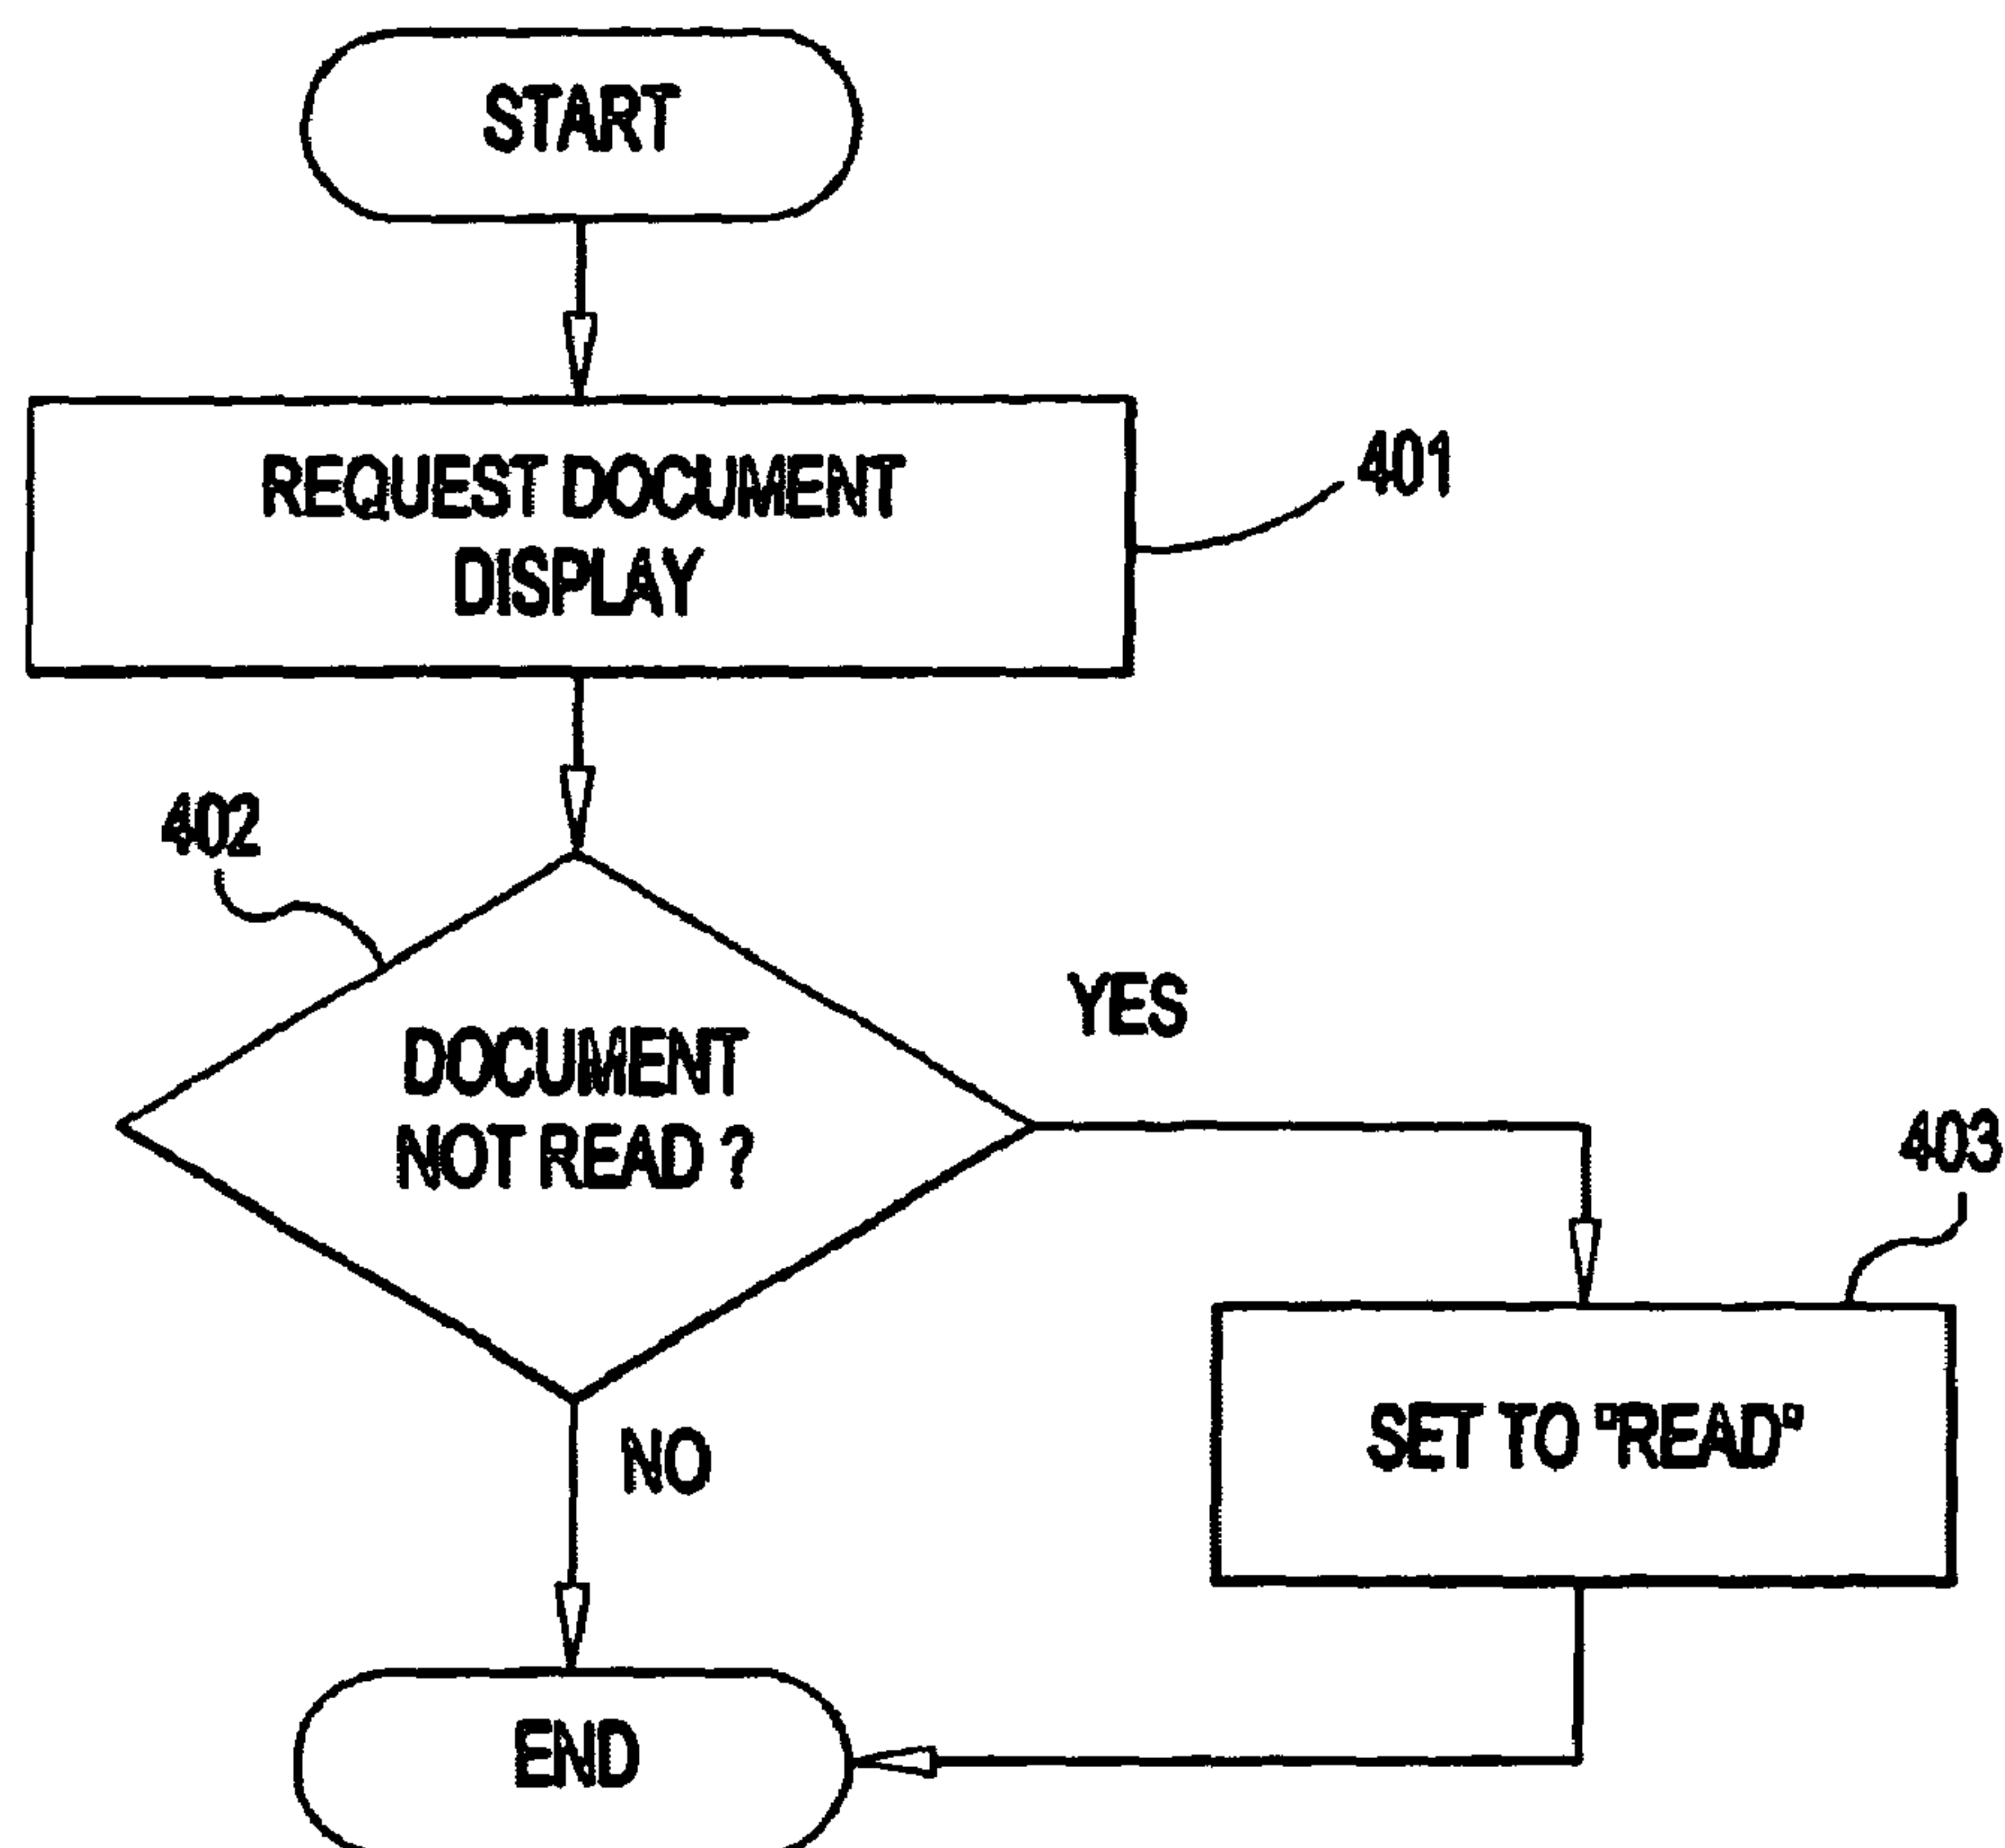 START
REQUEST DOCUMENT
DISPLAY
401
402
DOCUMENT
NOT READ ?
YES
403
NO
SET TO "READ"
END